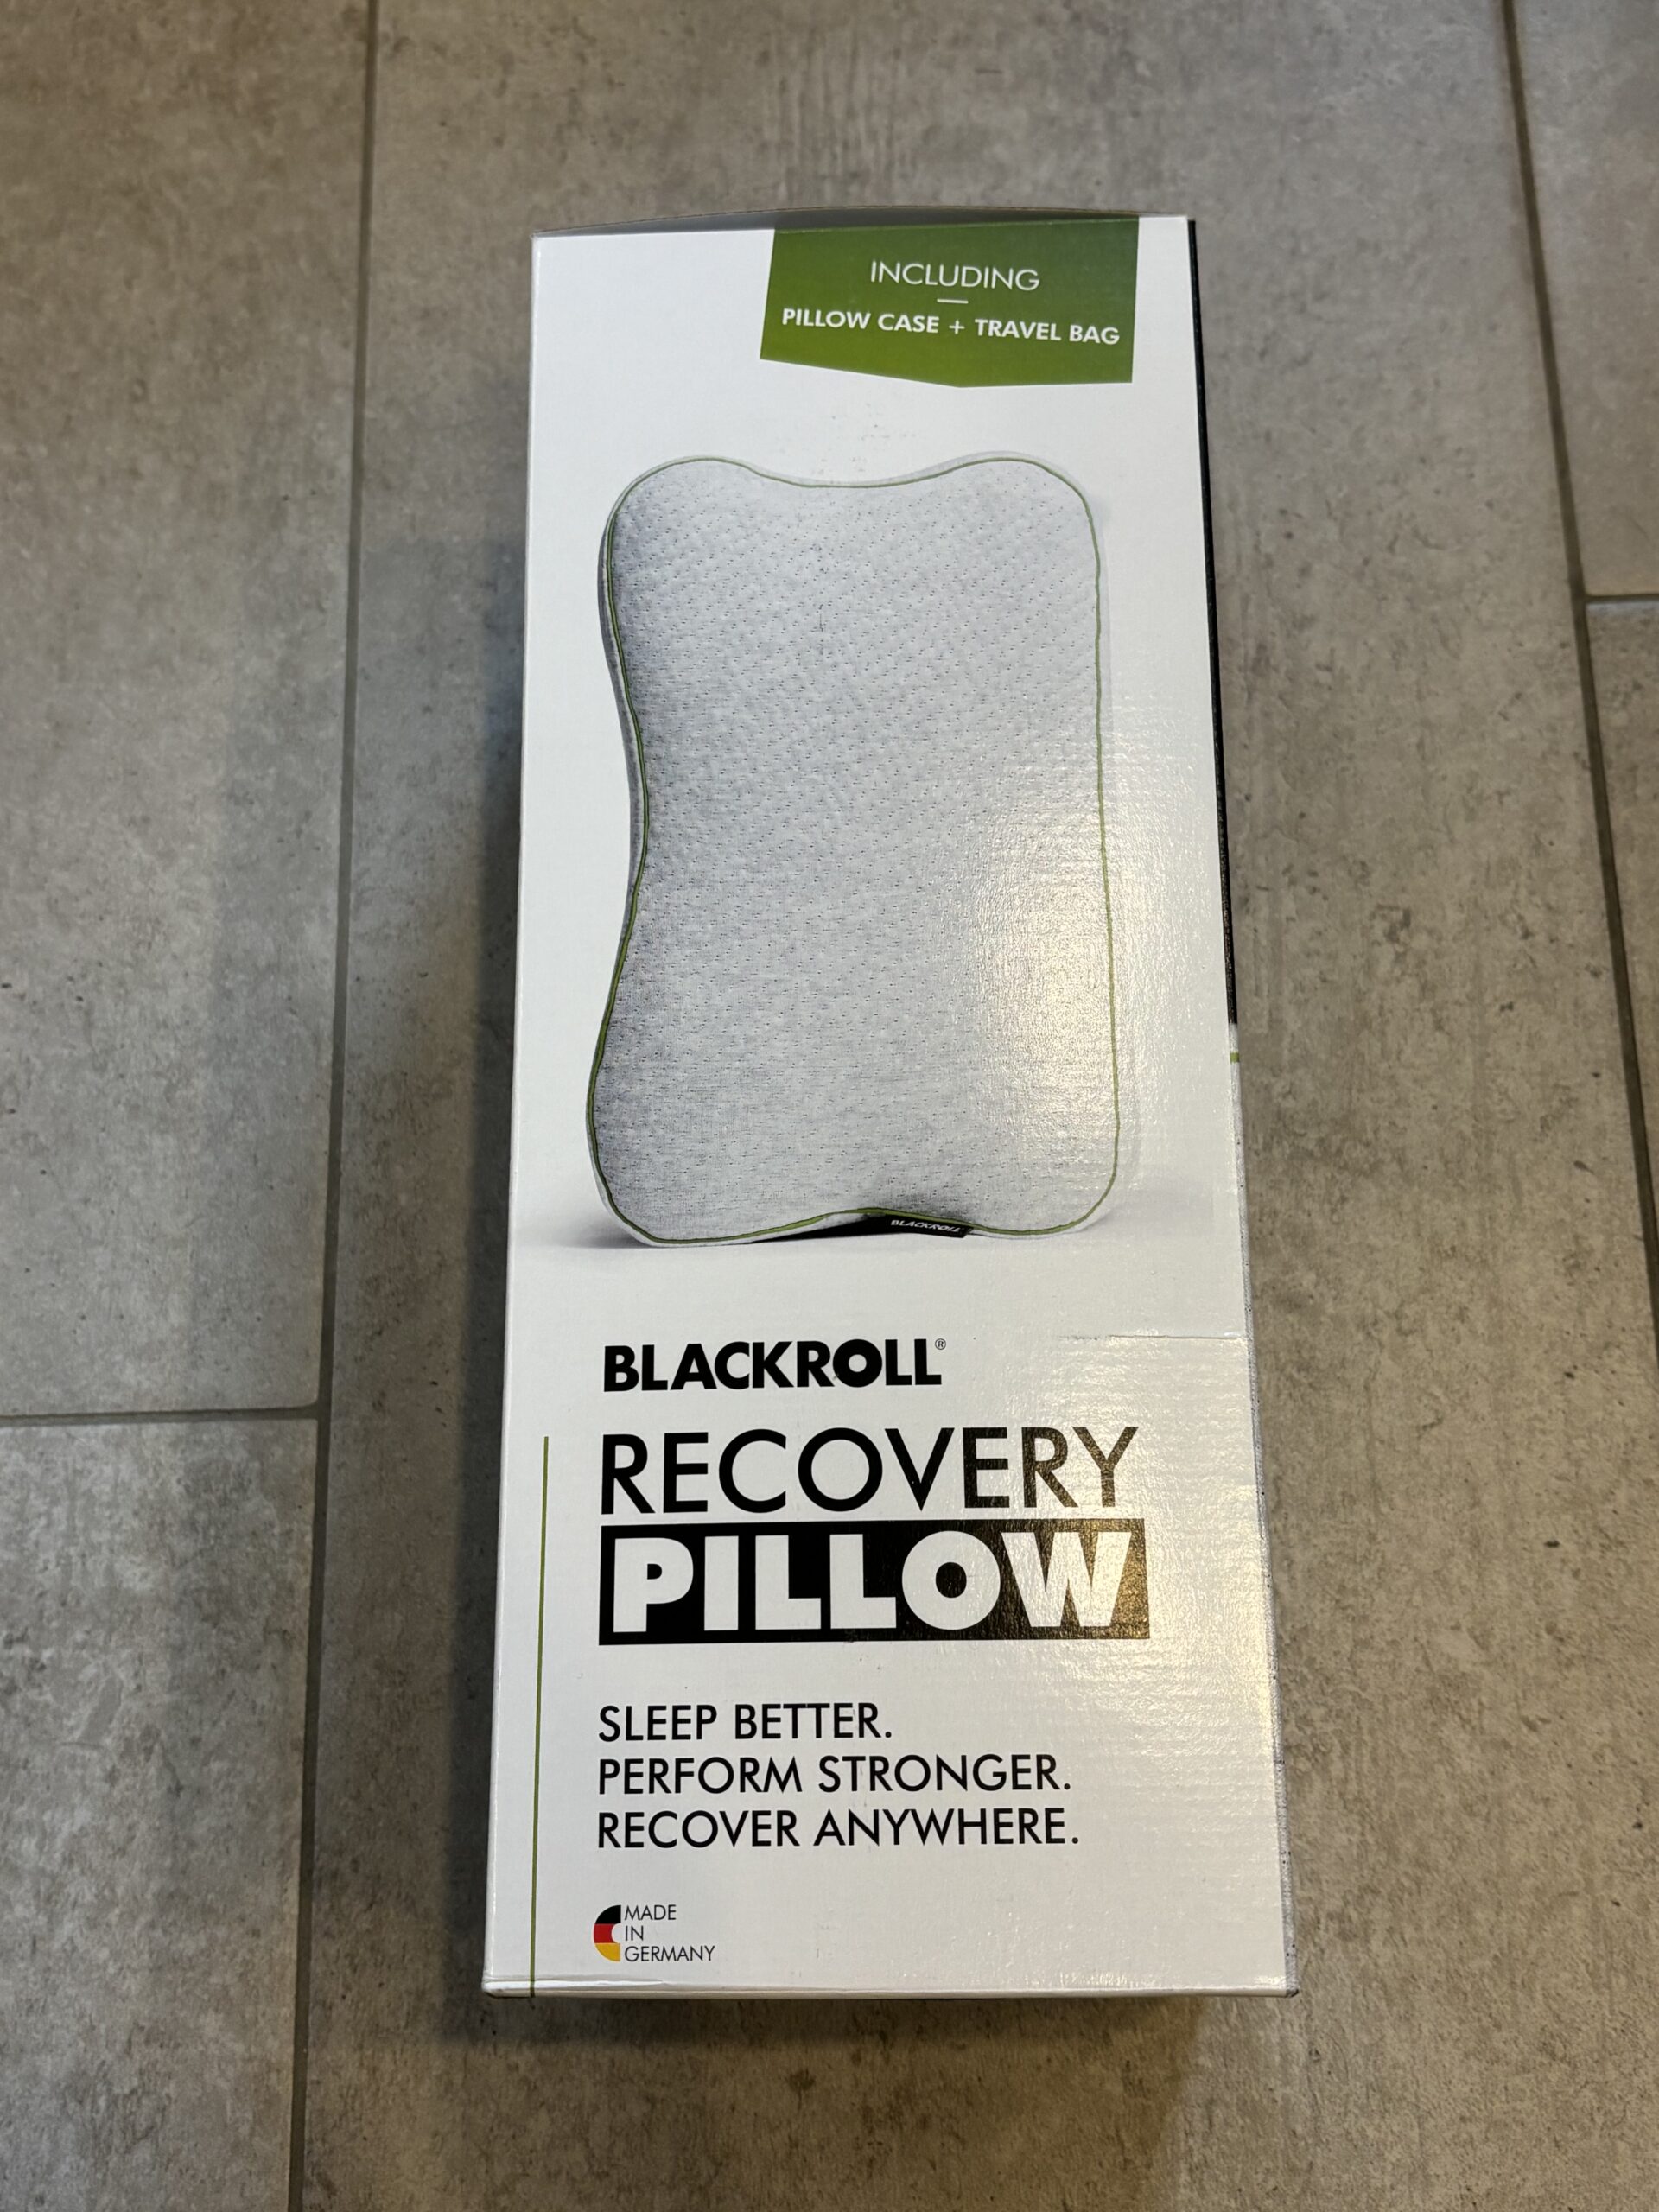 INCLUDING
PILLOW CASE + TRAVEL BAG
BLACKROLL
BLACKROLL®
RECOVERY
PILLOW
SLEEP BETTER.
PERFORM STRONGER.
RECOVER ANYWHERE.
MADE
IN
GERMANY